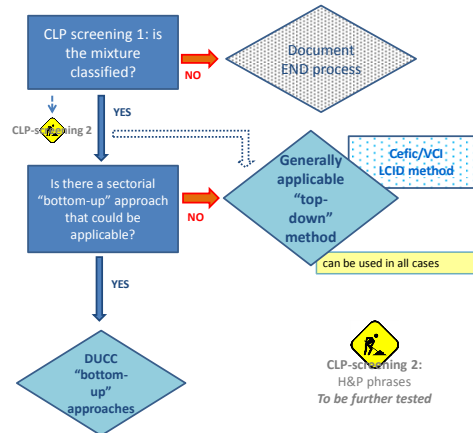 CLP screening 1: is
the mixture
classified?
NO
Document
END process
YES
CLP-screening 2
Is there a sectorial
“bottom-up” approach
that could be
applicable?
NO
Generally
applicable
“top-
down”
method
Cefic/VCI
LCID method
can be used in all cases
YES
DUCC
“bottom-
up”
approaches
CLP-screening 2:
H&P phrases
To be further tested